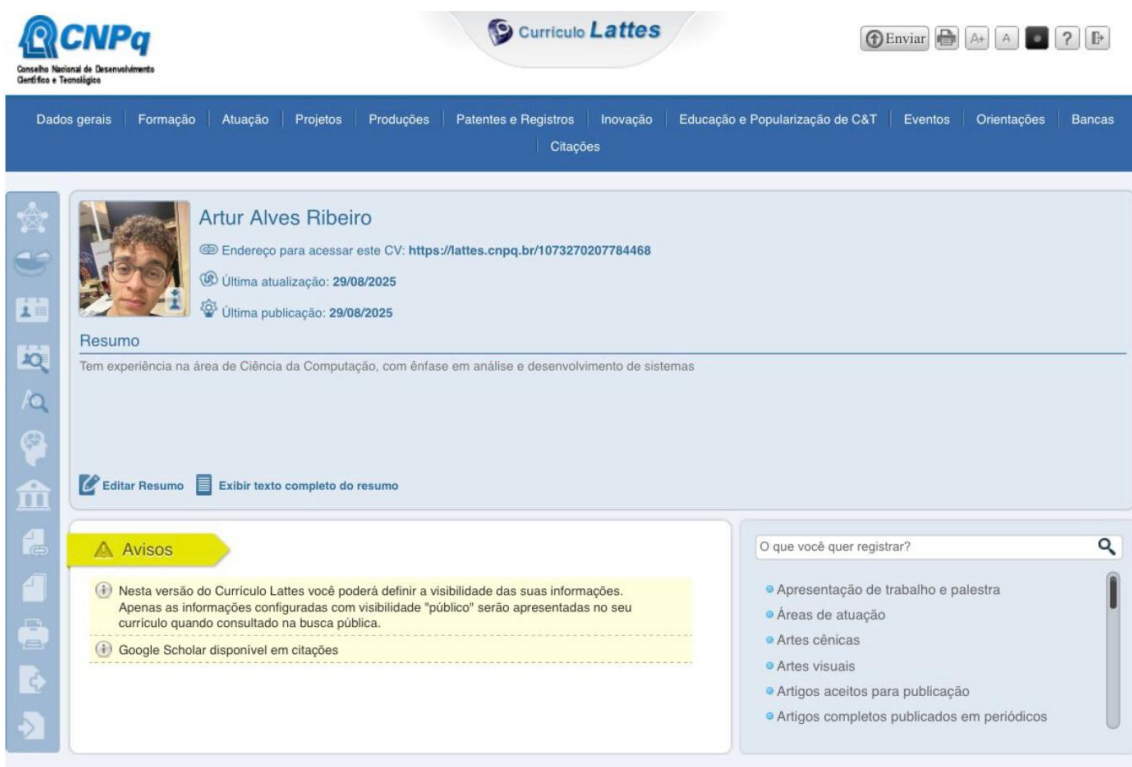 CNPq
Conselho Nacional de Desenvolvimento
Científico e Tecnológico
Currículo Lattes
Enviar
A+
A
?
Dados gerais
Formação
Atuação
Projetos
Produções
Patentes e Registros
Inovação
Educação e Popularização de C&T
Eventos
Orientações
Bancas
Citações
Artur Alves Ribeiro
Endereço para acessar este CV: https://lattes.cnpq.br/1073270207784468
Última atualização: 29/08/2025
Última publicação: 29/08/2025
Resumo
Tem experiência na área de Ciência da Computação, com ênfase em análise e desenvolvimento de sistemas
Editar Resumo
Exibir texto completo do resumo
Avisos
Nesta versão do Currículo Lattes você poderá definir a visibilidade das suas informações.
Apenas as informações configuradas com visibilidade "público" serão apresentadas no seu
currículo quando consultado na busca pública.
Google Scholar disponível em citações
O que você quer registrar?
Apresentação de trabalho e palestra
Áreas de atuação
Artes cênicas
Artes visuais
Artigos aceitos para publicação
Artigos completos publicados em periódicos